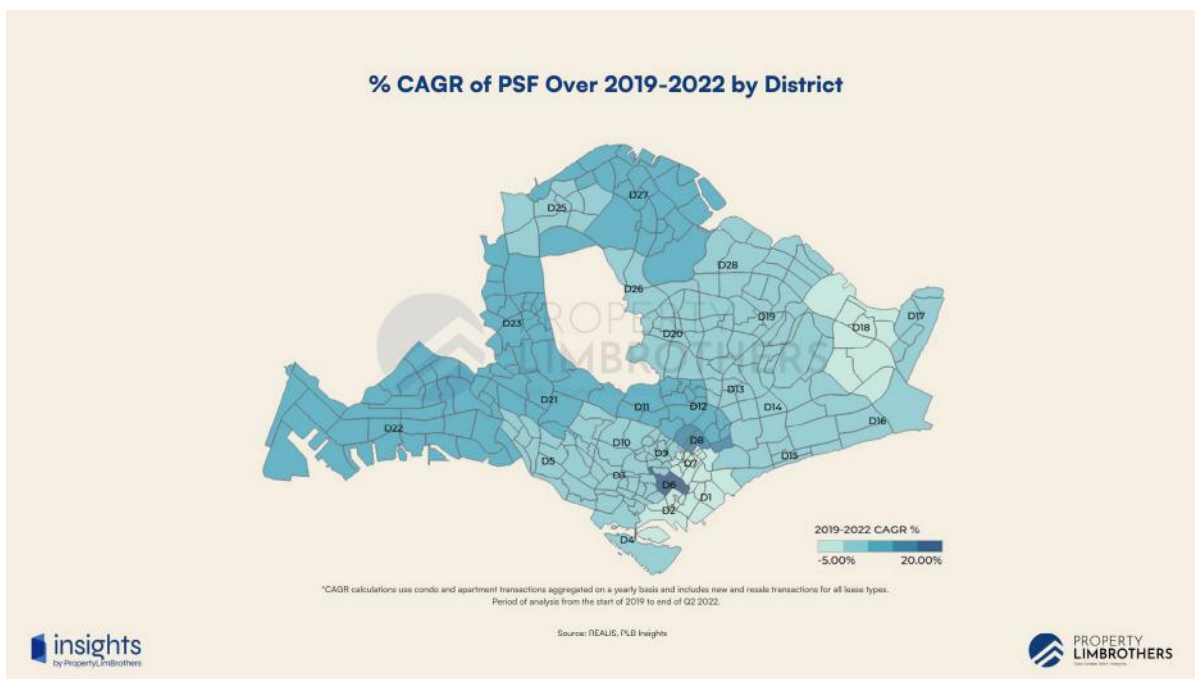 % CAGR of PSF Over 2019-2022 by District
D27
D25
D28
D26
D23
D19
D17
D18
D20
PROPERTY
LIMBROTHERS
D13
D21
D11
D12
D14
D16
D22
D10
D8
D9
D15
D5
D7
D3
D6
D1
D2
D4
2019-2022 CAGR %
-5.00%
20.00%
*CAGR calculations use condo and apartment transactions aggregated on a yearly basis and includes new and resale transactions for all lease types.
Period of analysis from the start of 2019 to end of Q2 2022.
Source: REALIS, PLB Insights
insights
by PropertyLimBrothers
PROPERTY
LIMBROTHERS